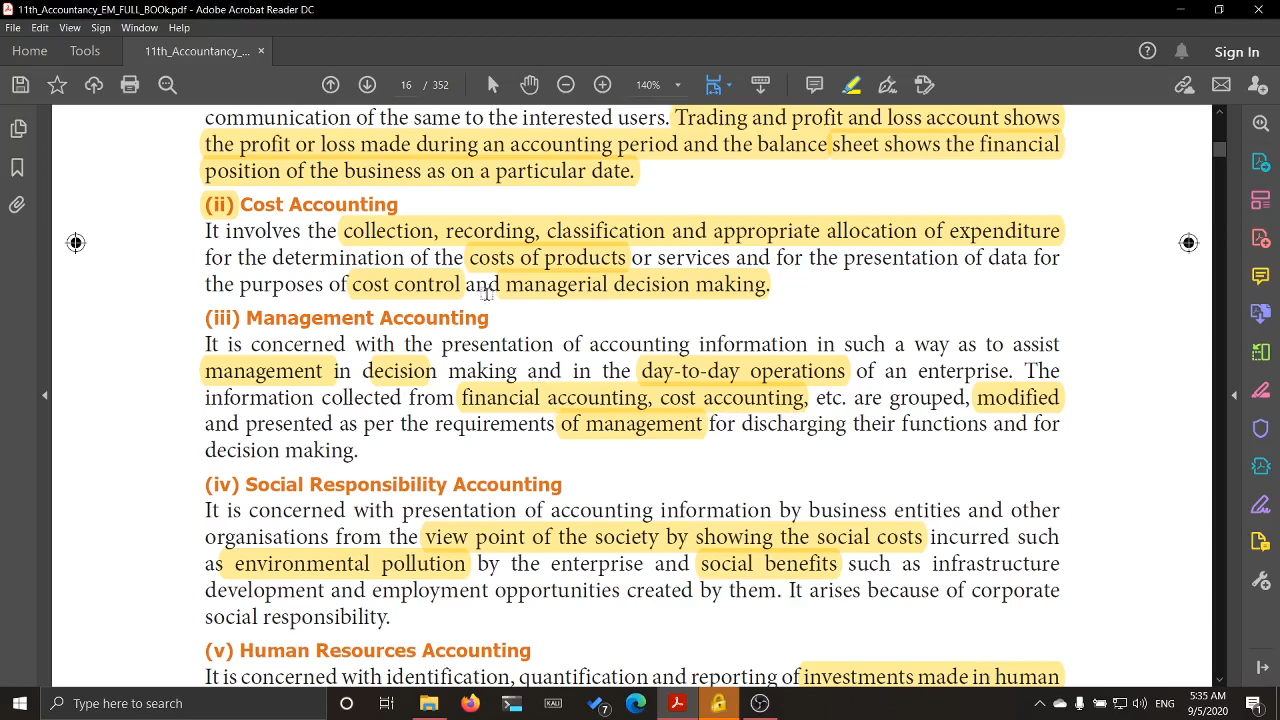 11th_Accountancy_EM_FULL_BOOk.pdf - Adobe Acrobat Reader DC
File Edit View Sign Window Help
Home Tools 11th_Accountancy_... × Sign In
16 / 352 140%
communication of the same to the interested users. Trading and profit and loss account shows
the profit or loss made during an accounting period and the balance sheet shows the financial
position of the business as on a particular date.
(ii) Cost Accounting
It involves the collection, recording, classification and appropriate allocation of expenditure
for the determination of the costs of products or services and for the presentation of data for
the purposes of cost control and managerial decision making.
(iii) Management Accounting
It is concerned with the presentation of accounting information in such a way as to assist
management in decision making and in the day-to-day operations of an enterprise. The
information collected from financial accounting, cost accounting, etc. are grouped, modified
and presented as per the requirements of management for discharging their functions and for
decision making.
(iv) Social Responsibility Accounting
It is concerned with presentation of accounting information by business entities and other
organisations from the view point of the society by showing the social costs incurred such
as environmental pollution by the enterprise and social benefits such as infrastructure
development and employment opportunities created by them. It arises because of corporate
social responsibility.
(v) Human Resources Accounting
It is concerned with identification, quantification and reporting of investments made in human
Type here to search
KALI
7
ENG
5:35 AM
9/5/2020
1